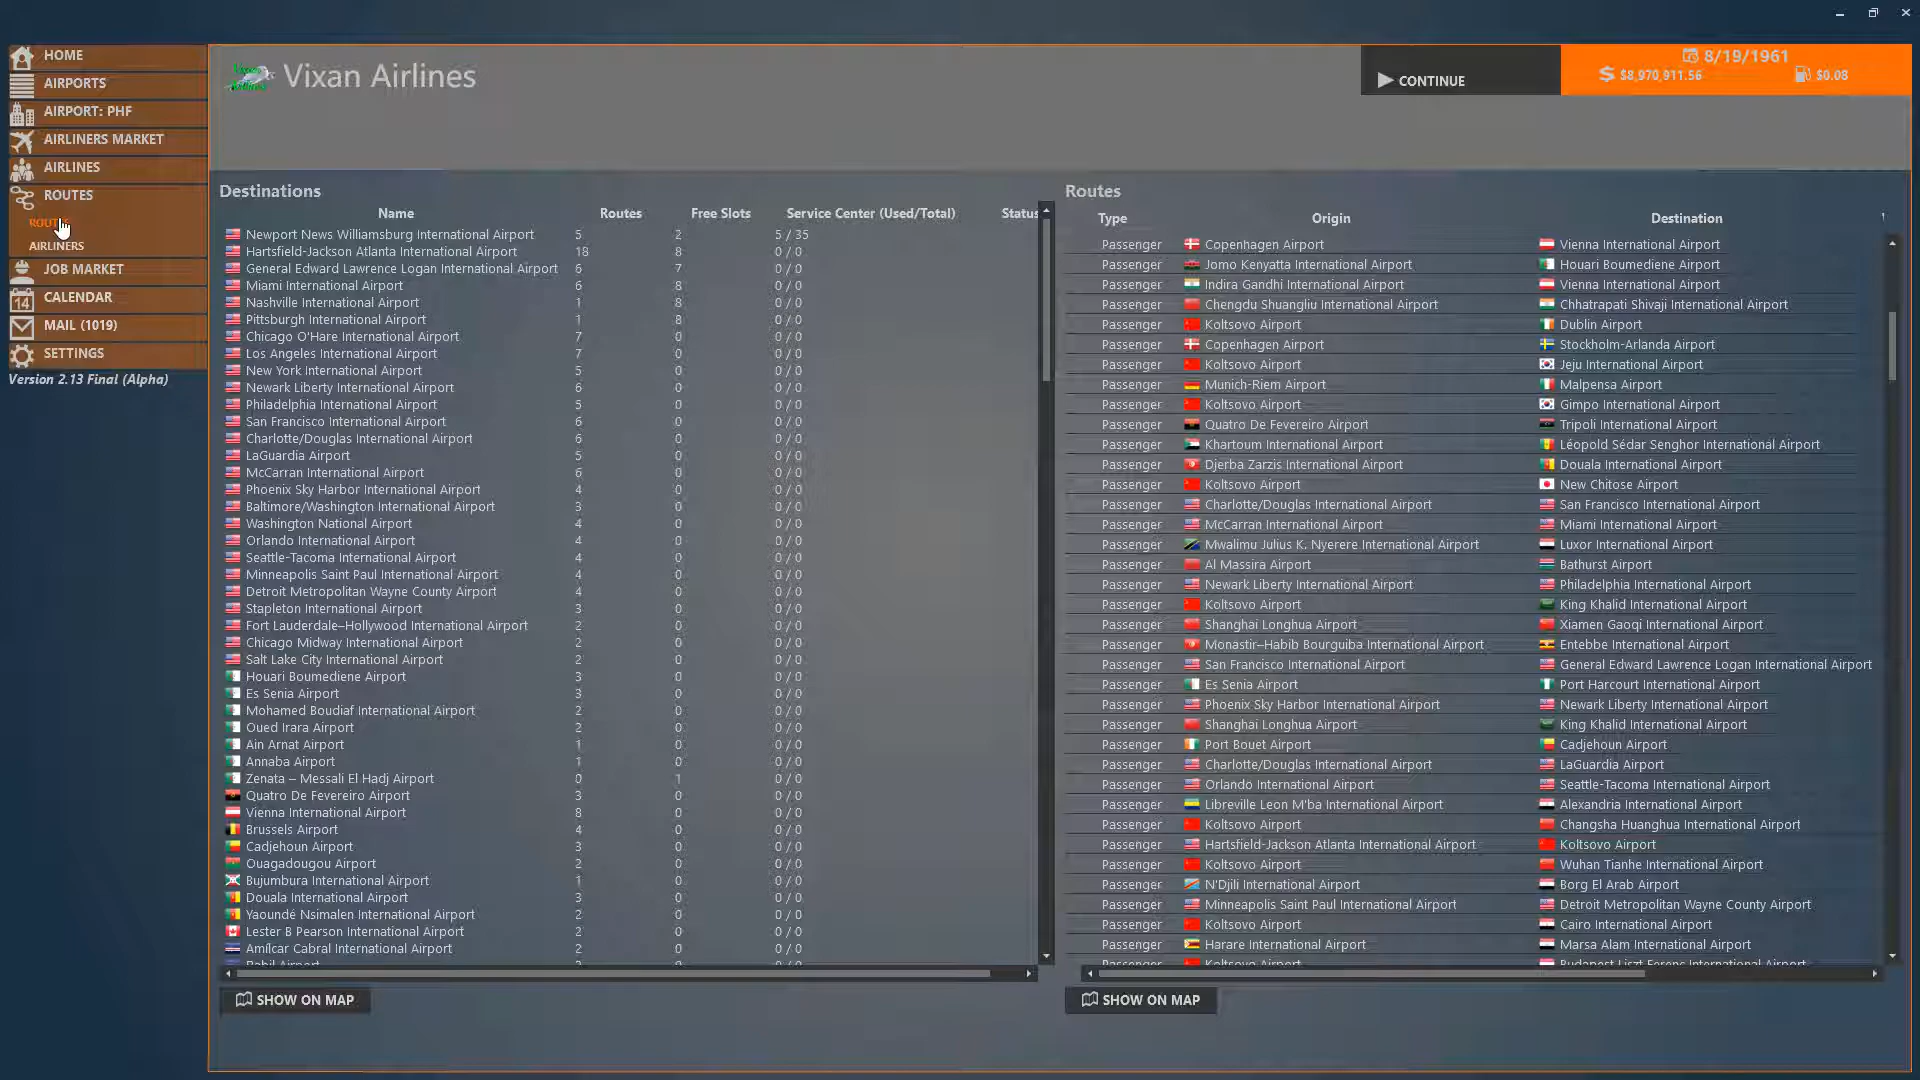 HOME
AIRPORTS
AIRPORT: PHF
AIRLINERS MARKET
AIRLINES
ROUTES
AIRLINERS
JOB MARKET
14 CALENDAR
MAIL (1019)
SETTINGS
Version 2.13 Final (Alpha)
Vixan Airlines
CONTINUE
8/19/1961
$8,970,911.56 $0.08
Destinations
Name Routes Free Slots Service Center (Used/Total) Status
Newport News Williamsburg International Airport 5 2 5 / 35
Hartsfield-Jackson Atlanta International Airport 18 8 0 / 0
General Edward Lawrence Logan International Airport 6 7 0 / 0
Miami International Airport 6 8 0 / 0
Nashville International Airport 1 8 0 / 0
Pittsburgh International Airport 1 8 0 / 0
Chicago O'Hare International Airport 7 0 0 / 0
Los Angeles International Airport 7 0 0 / 0
New York International Airport 5 0 0 / 0
Newark Liberty International Airport 6 0 0 / 0
Philadelphia International Airport 5 0 0 / 0
San Francisco International Airport 6 0 0 / 0
Charlotte/Douglas International Airport 6 0 0 / 0
LaGuardia Airport 5 0 0 / 0
McCarran International Airport 6 0 0 / 0
Phoenix Sky Harbor International Airport 4 0 0 / 0
Baltimore/Washington International Airport 3 0 0 / 0
Washington National Airport 4 0 0 / 0
Orlando International Airport 4 0 0 / 0
Seattle-Tacoma International Airport 4 0 0 / 0
Minneapolis Saint Paul International Airport 4 0 0 / 0
Detroit Metropolitan Wayne County Airport 4 0 0 / 0
Stapleton International Airport 3 0 0 / 0
Fort Lauderdale–Hollywood International Airport 2 0 0 / 0
Chicago Midway International Airport 2 0 0 / 0
Salt Lake City International Airport 2 0 0 / 0
Houari Boumediene Airport 3 0 0 / 0
Es Senia Airport 3 0 0 / 0
Mohamed Boudiaf International Airport 2 0 0 / 0
Oued Irara Airport 2 0 0 / 0
Ain Arnat Airport 1 0 0 / 0
Annaba Airport 1 0 0 / 0
Zenata – Messali El Hadj Airport 0 1 0 / 0
Quatro De Fevereiro Airport 3 0 0 / 0
Vienna International Airport 8 0 0 / 0
Brussels Airport 4 0 0 / 0
Cadjehoun Airport 3 0 0 / 0
Ouagadougou Airport 2 0 0 / 0
Bujumbura International Airport 1 0 0 / 0
Douala International Airport 3 0 0 / 0
Yaoundé Nsimalen International Airport 2 0 0 / 0
Lester B Pearson International Airport 2 0 0 / 0
Amílcar Cabral International Airport 2 0 0 / 0
SHOW ON MAP
Routes
Type Origin Destination
Passenger Copenhagen Airport Vienna International Airport
Passenger Jomo Kenyatta International Airport Houari Boumediene Airport
Passenger Indira Gandhi International Airport Vienna International Airport
Passenger Chengdu Shuangliu International Airport Chhatrapati Shivaji International Airport
Passenger Koltsovo Airport Dublin Airport
Passenger Copenhagen Airport Stockholm-Arlanda Airport
Passenger Koltsovo Airport Jeju International Airport
Passenger Munich-Riem Airport Malpensa Airport
Passenger Koltsovo Airport Gimpo International Airport
Passenger Quatro De Fevereiro Airport Tripoli International Airport
Passenger Khartoum International Airport Léopold Sédar Senghor International Airport
Passenger Djerba Zarzis International Airport Douala International Airport
Passenger Koltsovo Airport New Chitose Airport
Passenger Charlotte/Douglas International Airport San Francisco International Airport
Passenger McCarran International Airport Miami International Airport
Passenger Mwalimu Julius K. Nyerere International Airport Luxor International Airport
Passenger Al Massira Airport Bathurst Airport
Passenger Newark Liberty International Airport Philadelphia International Airport
Passenger Koltsovo Airport King Khalid International Airport
Passenger Shanghai Longhua Airport Xiamen Gaoqi International Airport
Passenger Monastir–Habib Bourguiba International Airport Entebbe International Airport
Passenger San Francisco International Airport General Edward Lawrence Logan International Airport
Passenger Es Senia Airport Port Harcourt International Airport
Passenger Phoenix Sky Harbor International Airport Newark Liberty International Airport
Passenger Shanghai Longhua Airport King Khalid International Airport
Passenger Port Bouet Airport Cadjehoun Airport
Passenger Charlotte/Douglas International Airport LaGuardia Airport
Passenger Orlando International Airport Seattle-Tacoma International Airport
Passenger Libreville Leon M'ba International Airport Alexandria International Airport
Passenger Koltsovo Airport Changsha Huanghua International Airport
Passenger Hartsfield-Jackson Atlanta International Airport Koltsovo Airport
Passenger Koltsovo Airport Wuhan Tianhe International Airport
Passenger N'Djili International Airport Borg El Arab Airport
Passenger Minneapolis Saint Paul International Airport Detroit Metropolitan Wayne County Airport
Passenger Koltsovo Airport Cairo International Airport
Passenger Harare International Airport Marsa Alam International Airport
SHOW ON MAP